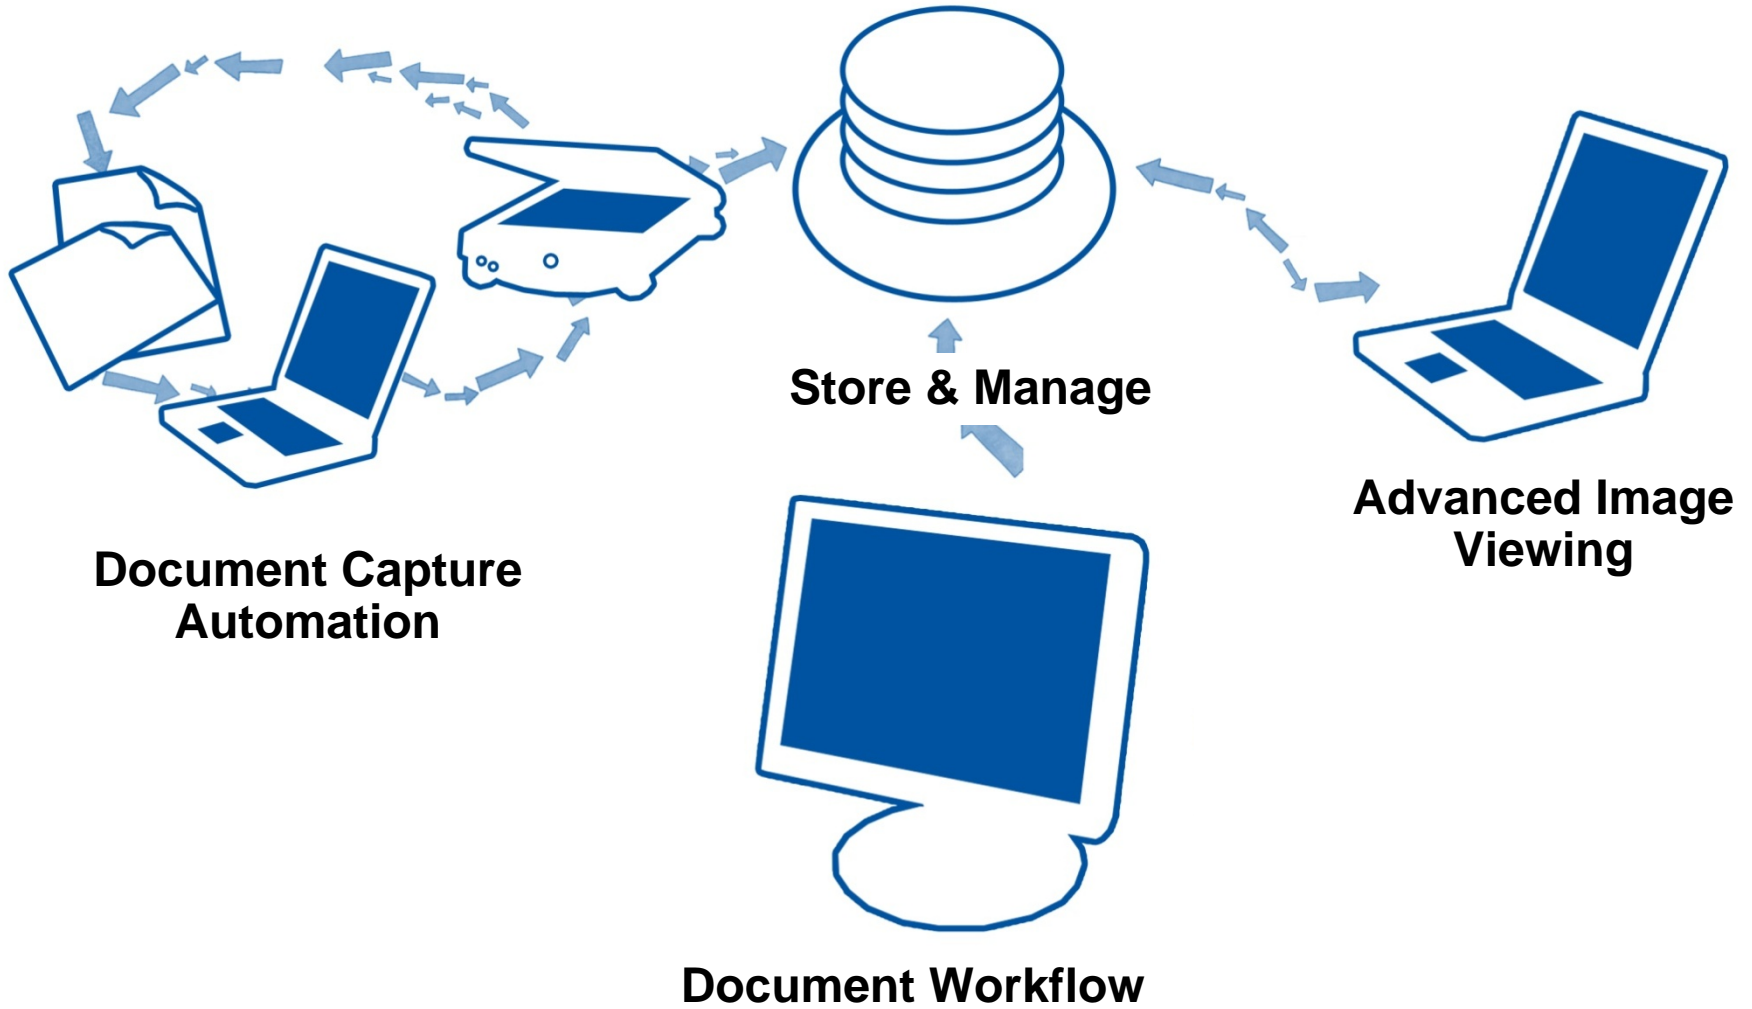 Store & Manage
Advanced Image
Viewing
Document Capture
Automation
Document Workflow